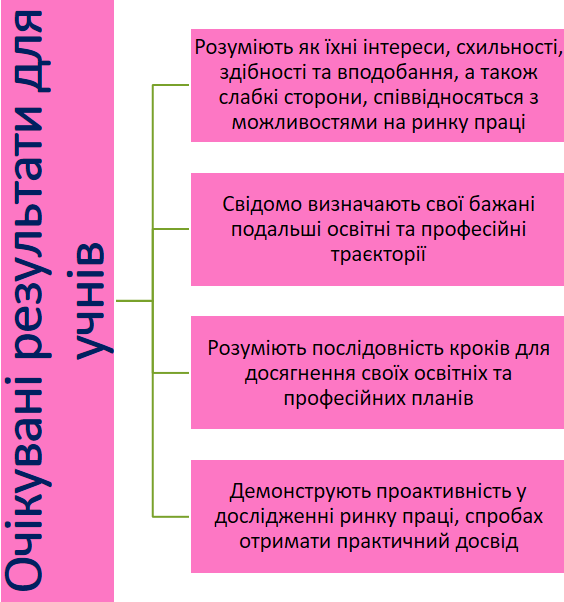 Очікувані результати для
учнів
Розуміють як їхні інтереси, схильності,
здібності та вподобання, а також
слабкі сторони, співвідносяться з
можливостями на ринку праці
Свідомо визначають свої бажані
подальші освітні та професійні
траєкторії
Розуміють послідовність кроків для
досягнення своїх освітніх та
професійних планів
Демонструють проактивність у
дослідженні ринку праці, спробах
отримати практичний досвід